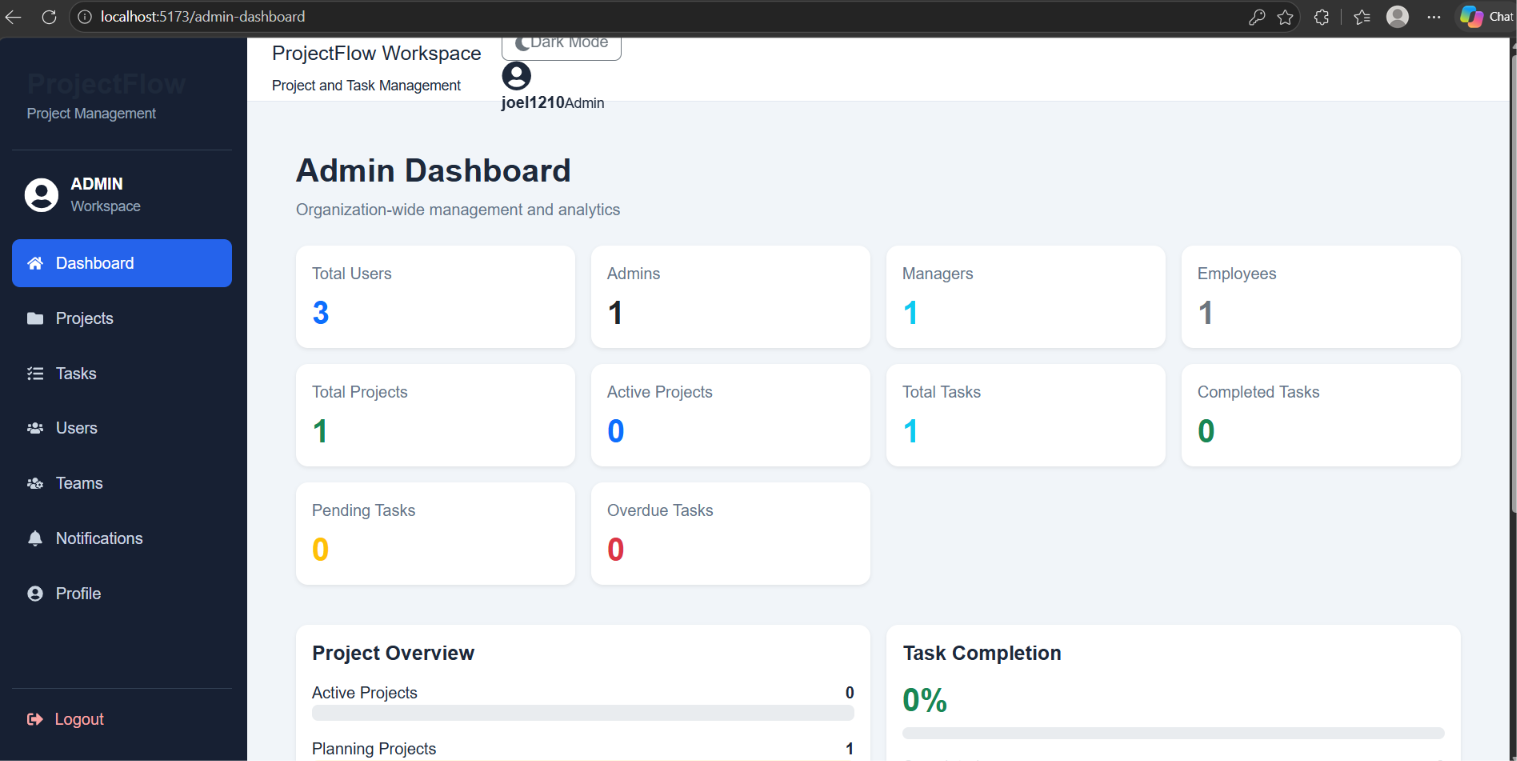 localhost:5173/admin-dashboard
Chat
ProjectFlow
Project Management
ADMIN
Workspace
Dashboard
Projects
Tasks
Users
Teams
Notifications
Profile
Logout
ProjectFlow Workspace
Project and Task Management
Dark Mode
joel1210Admin
Admin Dashboard
Organization-wide management and analytics
Total Users
3
Admins
1
Managers
1
Employees
1
Total Projects
1
Active Projects
0
Total Tasks
1
Completed Tasks
0
Pending Tasks
0
Overdue Tasks
0
Project Overview
Active Projects 0
Planning Projects 1
Task Completion
0%